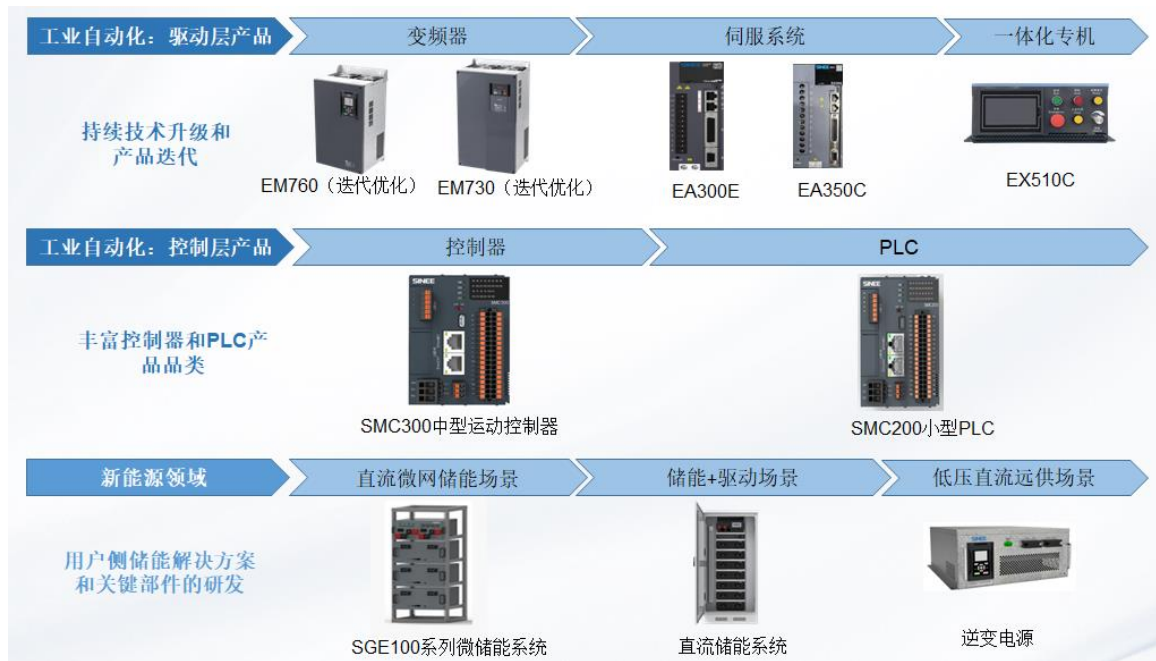 工业自动化：驱动层产品
变频器
伺服系统
一体化专机
持续技术升级和
产品迭代
EM760（迭代优化）
EM730（迭代优化）
EA300E
EA350C
EX510C
工业自动化：控制层产品
控制器
PLC
丰富控制器和PLC产
品品类
SINEE
SINEE
SMC300中型运动控制器
SMC200小型PLC
新能源领域
直流微网储能场景
储能+驱动场景
低压直流远供场景
用户侧储能解决方案
和关键部件的研发
SINEE
SGE100系列微储能系统
直流储能系统
逆变电源